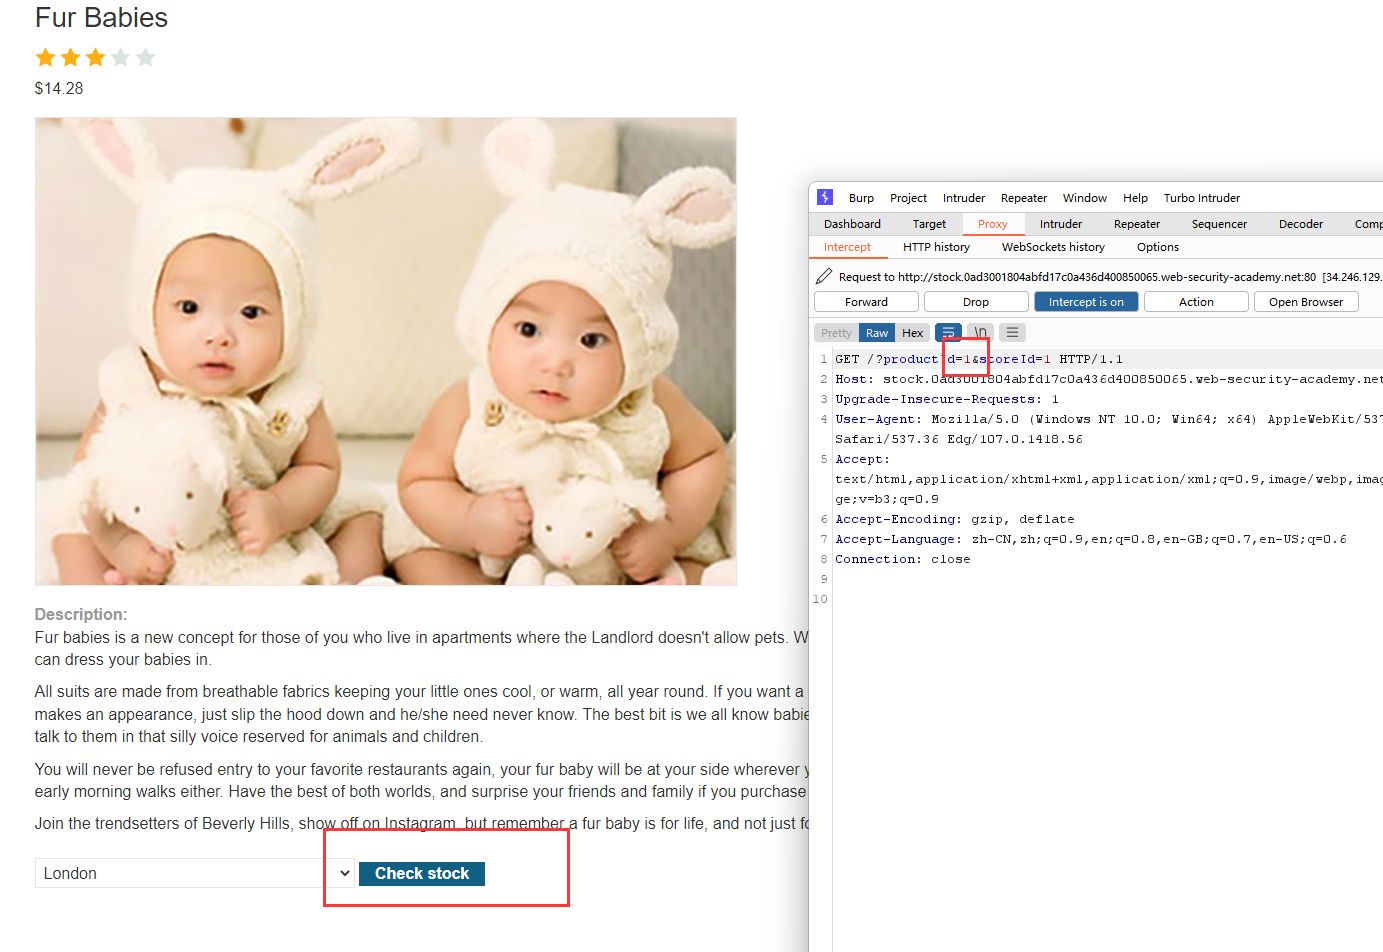 Fur Babies
$14.28
Description:
Fur babies is a new concept for those of you who live in apartments where the Landlord doesn't allow pets. W
can dress your babies in.
All suits are made from breathable fabrics keeping your little ones cool, or warm, all year round. If you want a
makes an appearance, just slip the hood down and he/she need never know. The best bit is we all know babie
talk to them in that silly voice reserved for animals and children.
You will never be refused entry to your favorite restaurants again, your fur baby will be at your side wherever y
early morning walks either. Have the best of both worlds, and surprise your friends and family if you purchase
Join the trendsetters of Beverly Hills, show off on Instagram, but remember a fur baby is for life, and not just fo
London
Check stock
Burp Project Intruder Repeater Window Help Turbo Intruder
Dashboard Target Proxy Intruder Repeater Sequencer Decoder Comp
Intercept HTTP history WebSockets history Options
Request to http://stock.0ad3001804abfd17c0a436d400850065.web-security-academy.net:80 [34.246.129.
Forward Drop Intercept is on Action Open Browser
Pretty Raw Hex \n
1 GET /?productId=1&storeId=1 HTTP/1.1
2 Host: stock.0ad3001804abfd17c0a436d400850065.web-security-academy.net
3 Upgrade-Insecure-Requests: 1
4 User-Agent: Mozilla/5.0 (Windows NT 10.0; Win64; x64) AppleWebKit/537
Safari/537.36 Edg/107.0.1418.56
5 Accept:
text/html,application/xhtml+xml,application/xml;q=0.9,image/webp,imag
ge;v=b3;q=0.9
6 Accept-Encoding: gzip, deflate
7 Accept-Language: zh-CN,zh;q=0.9,en;q=0.8,en-GB;q=0.7,en-US;q=0.6
8 Connection: close
9
10